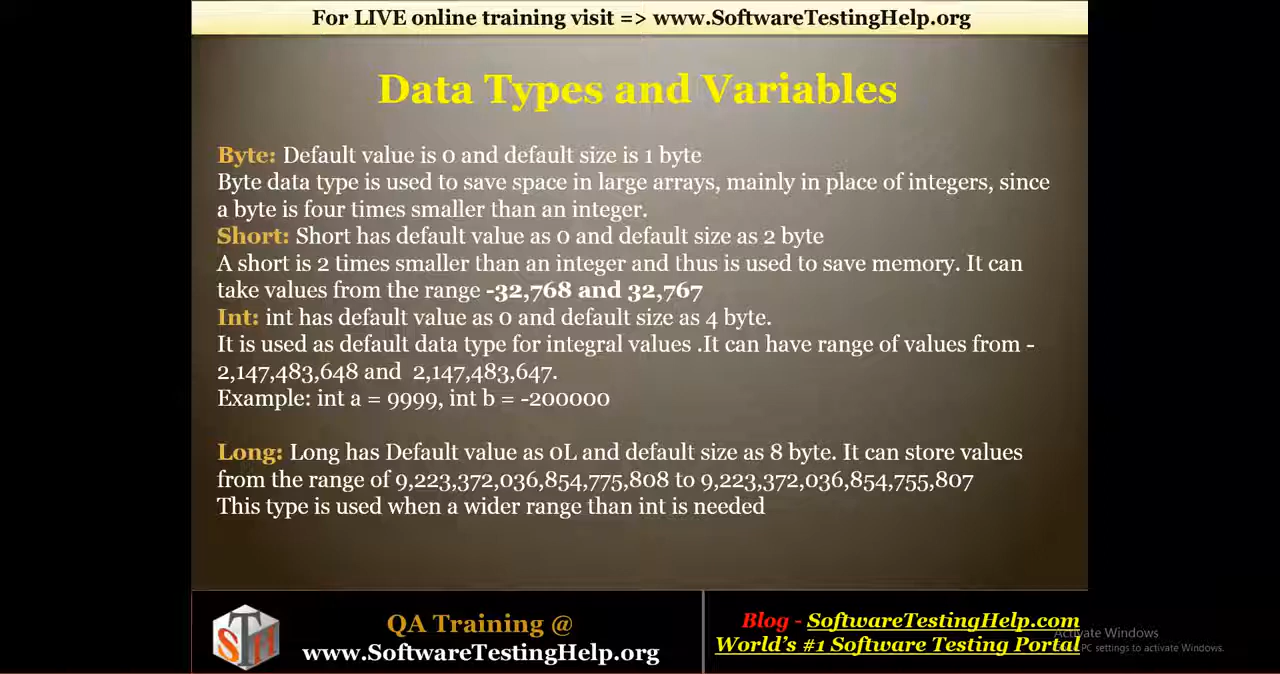 For LIVE online training visit => www.SoftwareTestingHelp.org
Data Types and Variables
Byte: Default value is 0 and default size is 1 byte
Byte data type is used to save space in large arrays, mainly in place of integers, since
a byte is four times smaller than an integer.
Short: Short has default value as 0 and default size as 2 byte
A short is 2 times smaller than an integer and thus is used to save memory. It can
take values from the range -32,768 and 32,767
Int: int has default value as 0 and default size as 4 byte.
It is used as default data type for integral values .It can have range of values from -
2,147,483,648 and 2,147,483,647.
Example: int a = 9999, int b = -200000
Long: Long has Default value as 0L and default size as 8 byte. It can store values
from the range of 9,223,372,036,854,775,808 to 9,223,372,036,854,755,807
This type is used when a wider range than int is needed
STH
QA Training @
www.SoftwareTestingHelp.org
Blog - SoftwareTestingHelp.com
World's #1 Software Testing Portal
Activate Windows
PC settings to activate Windows.